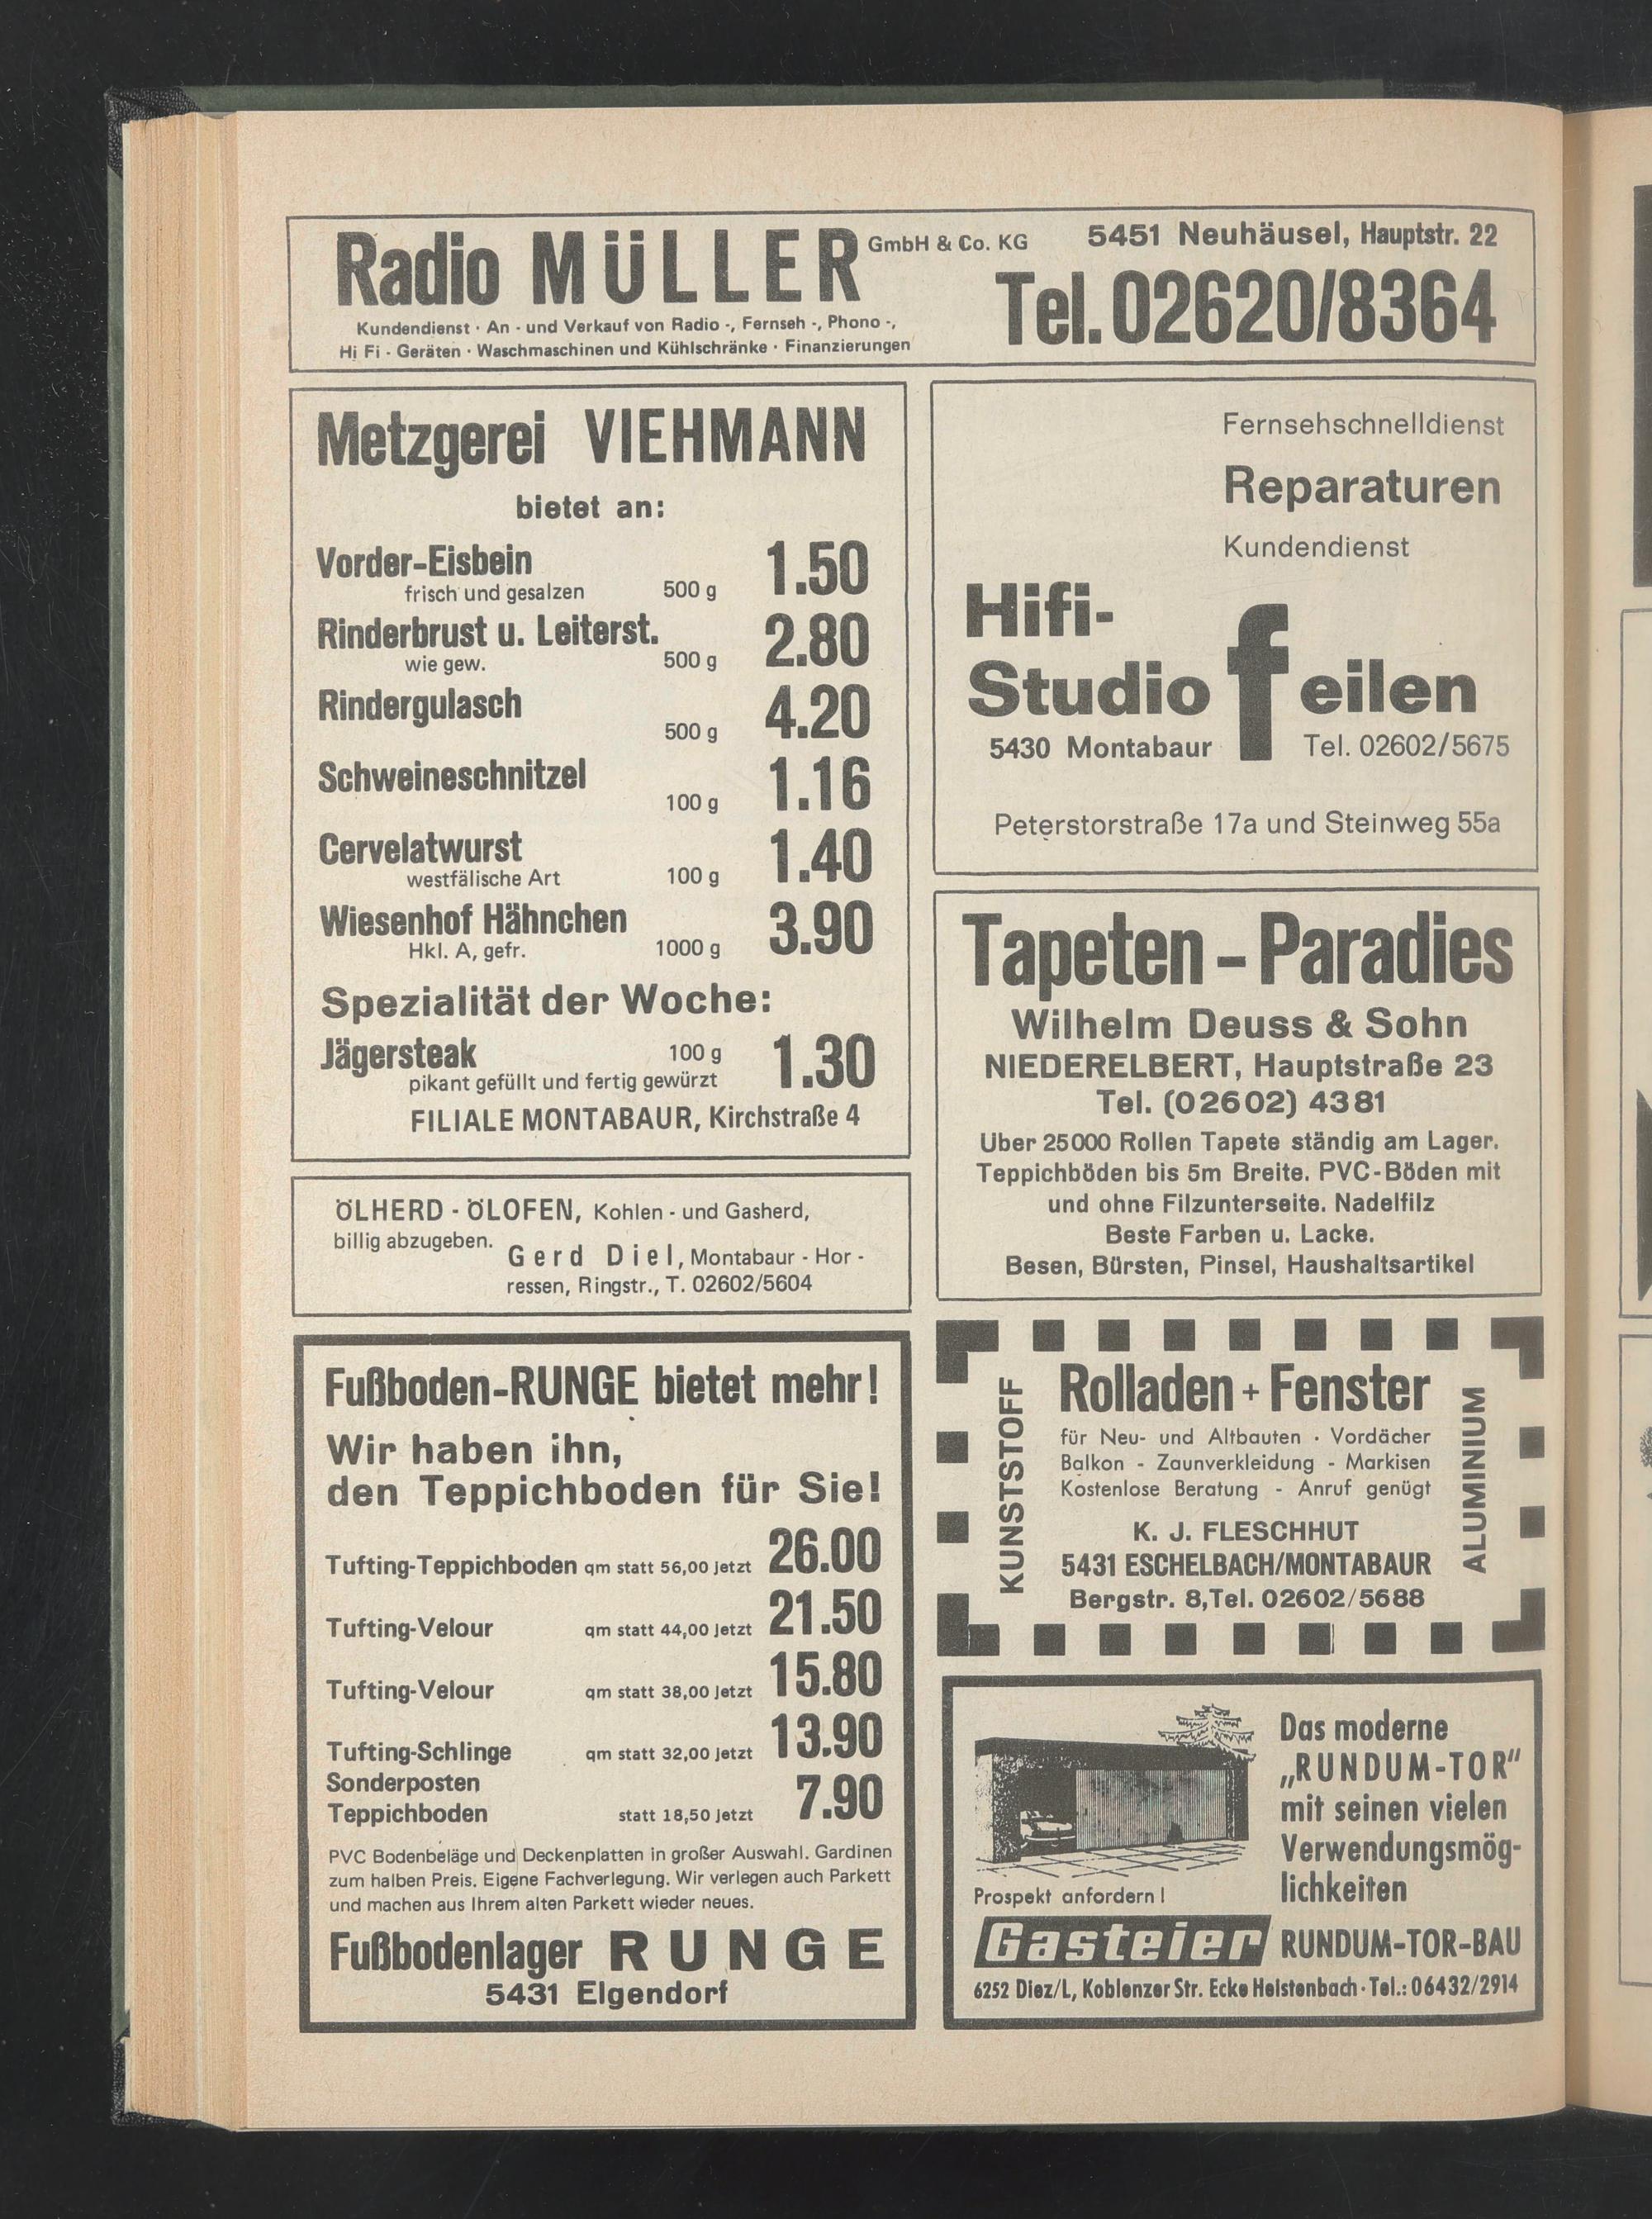 Radio MÜLLER GmbH & Co. KG
Kundendienst · An - und Verkauf von Radio -, Fernseh -, Phono -,
Hi Fi - Geräten · Waschmaschinen und Kühlschränke · Finanzierungen
5451 Neuhäusel, Hauptstr. 22
Tel. 02620/8364
Metzgerei VIEHMANN
bietet an:
Vorder-Eisbein
frisch und gesalzen 500 g 1.50
Rinderbrust u. Leiterst.
wie gew. 500 g 2.80
Rindergulasch
500 g 4.20
Schweineschnitzel
100 g 1.16
Cervelatwurst
westfälische Art 100 g 1.40
Wiesenhof Hähnchen
Hkl. A, gefr. 1000 g 3.90
Spezialität der Woche:
Jägersteak 100 g 1.30
pikant gefüllt und fertig gewürzt
FILIALE MONTABAUR, Kirchstraße 4
ÖLHERD - ÖLOFEN, Kohlen - und Gasherd,
billig abzugeben.
Gerd Diel, Montabaur - Hor -
ressen, Ringstr., T. 02602/5604
Fußboden-RUNGE bietet mehr!
Wir haben ihn,
den Teppichboden für Sie!
Tufting-Teppichboden qm statt 56,00 jetzt 26.00
Tufting-Velour qm statt 44,00 jetzt 21.50
Tufting-Velour qm statt 38,00 jetzt 15.80
Tufting-Schlinge qm statt 32,00 jetzt 13.90
Sonderposten
Teppichboden statt 18,50 jetzt 7.90
PVC Bodenbeläge und Deckenplatten in großer Auswahl. Gardinen
zum halben Preis. Eigene Fachverlegung. Wir verlegen auch Parkett
und machen aus Ihrem alten Parkett wieder neues.
Fußbodenlager RUNGE
5431 Elgendorf
Fernsehschnelldienst
Reparaturen
Kundendienst
Hifi-
Studio feilen
5430 Montabaur Tel. 02602/5675
Peterstorstraße 17a und Steinweg 55a
Tapeten - Paradies
Wilhelm Deuss & Sohn
NIEDERELBERT, Hauptstraße 23
Tel. (02602) 4381
Uber 25000 Rollen Tapete ständig am Lager.
Teppichböden bis 5m Breite. PVC-Böden mit
und ohne Filzunterseite. Nadelfilz
Beste Farben u. Lacke.
Besen, Bürsten, Pinsel, Haushaltsartikel
KUNSTSTOFF
Rolladen + Fenster
für Neu- und Altbauten · Vordächer
Balkon - Zaunverkleidung - Markisen
Kostenlose Beratung - Anruf genügt
K. J. FLESCHHUT
5431 ESCHELBACH/MONTABAUR
Bergstr. 8, Tel. 02602/5688
ALUMINIUM
Das moderne
„RUNDUM-TOR“
mit seinen vielen
Verwendungsmög-
lichkeiten
Prospekt anfordern!
Gasteier RUNDUM-TOR-BAU
6252 Diez/L, Koblenzer Str. Ecke Helstenbach · Tel.: 06432/2914